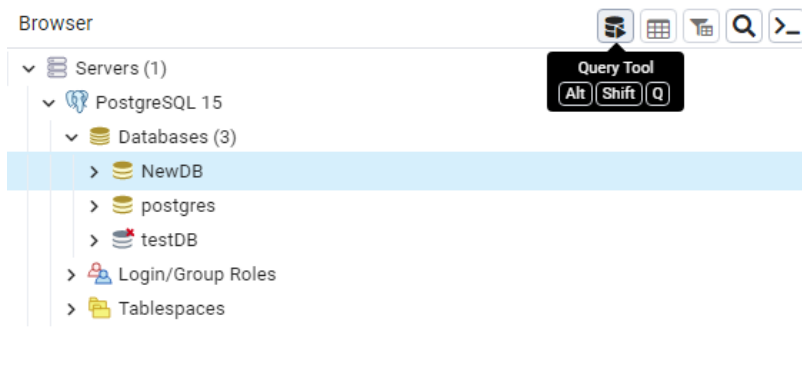 Browser
Servers (1)
Query Tool
Alt Shift Q
PostgreSQL 15
Databases (3)
NewDB
postgres
testDB
Login/Group Roles
Tablespaces